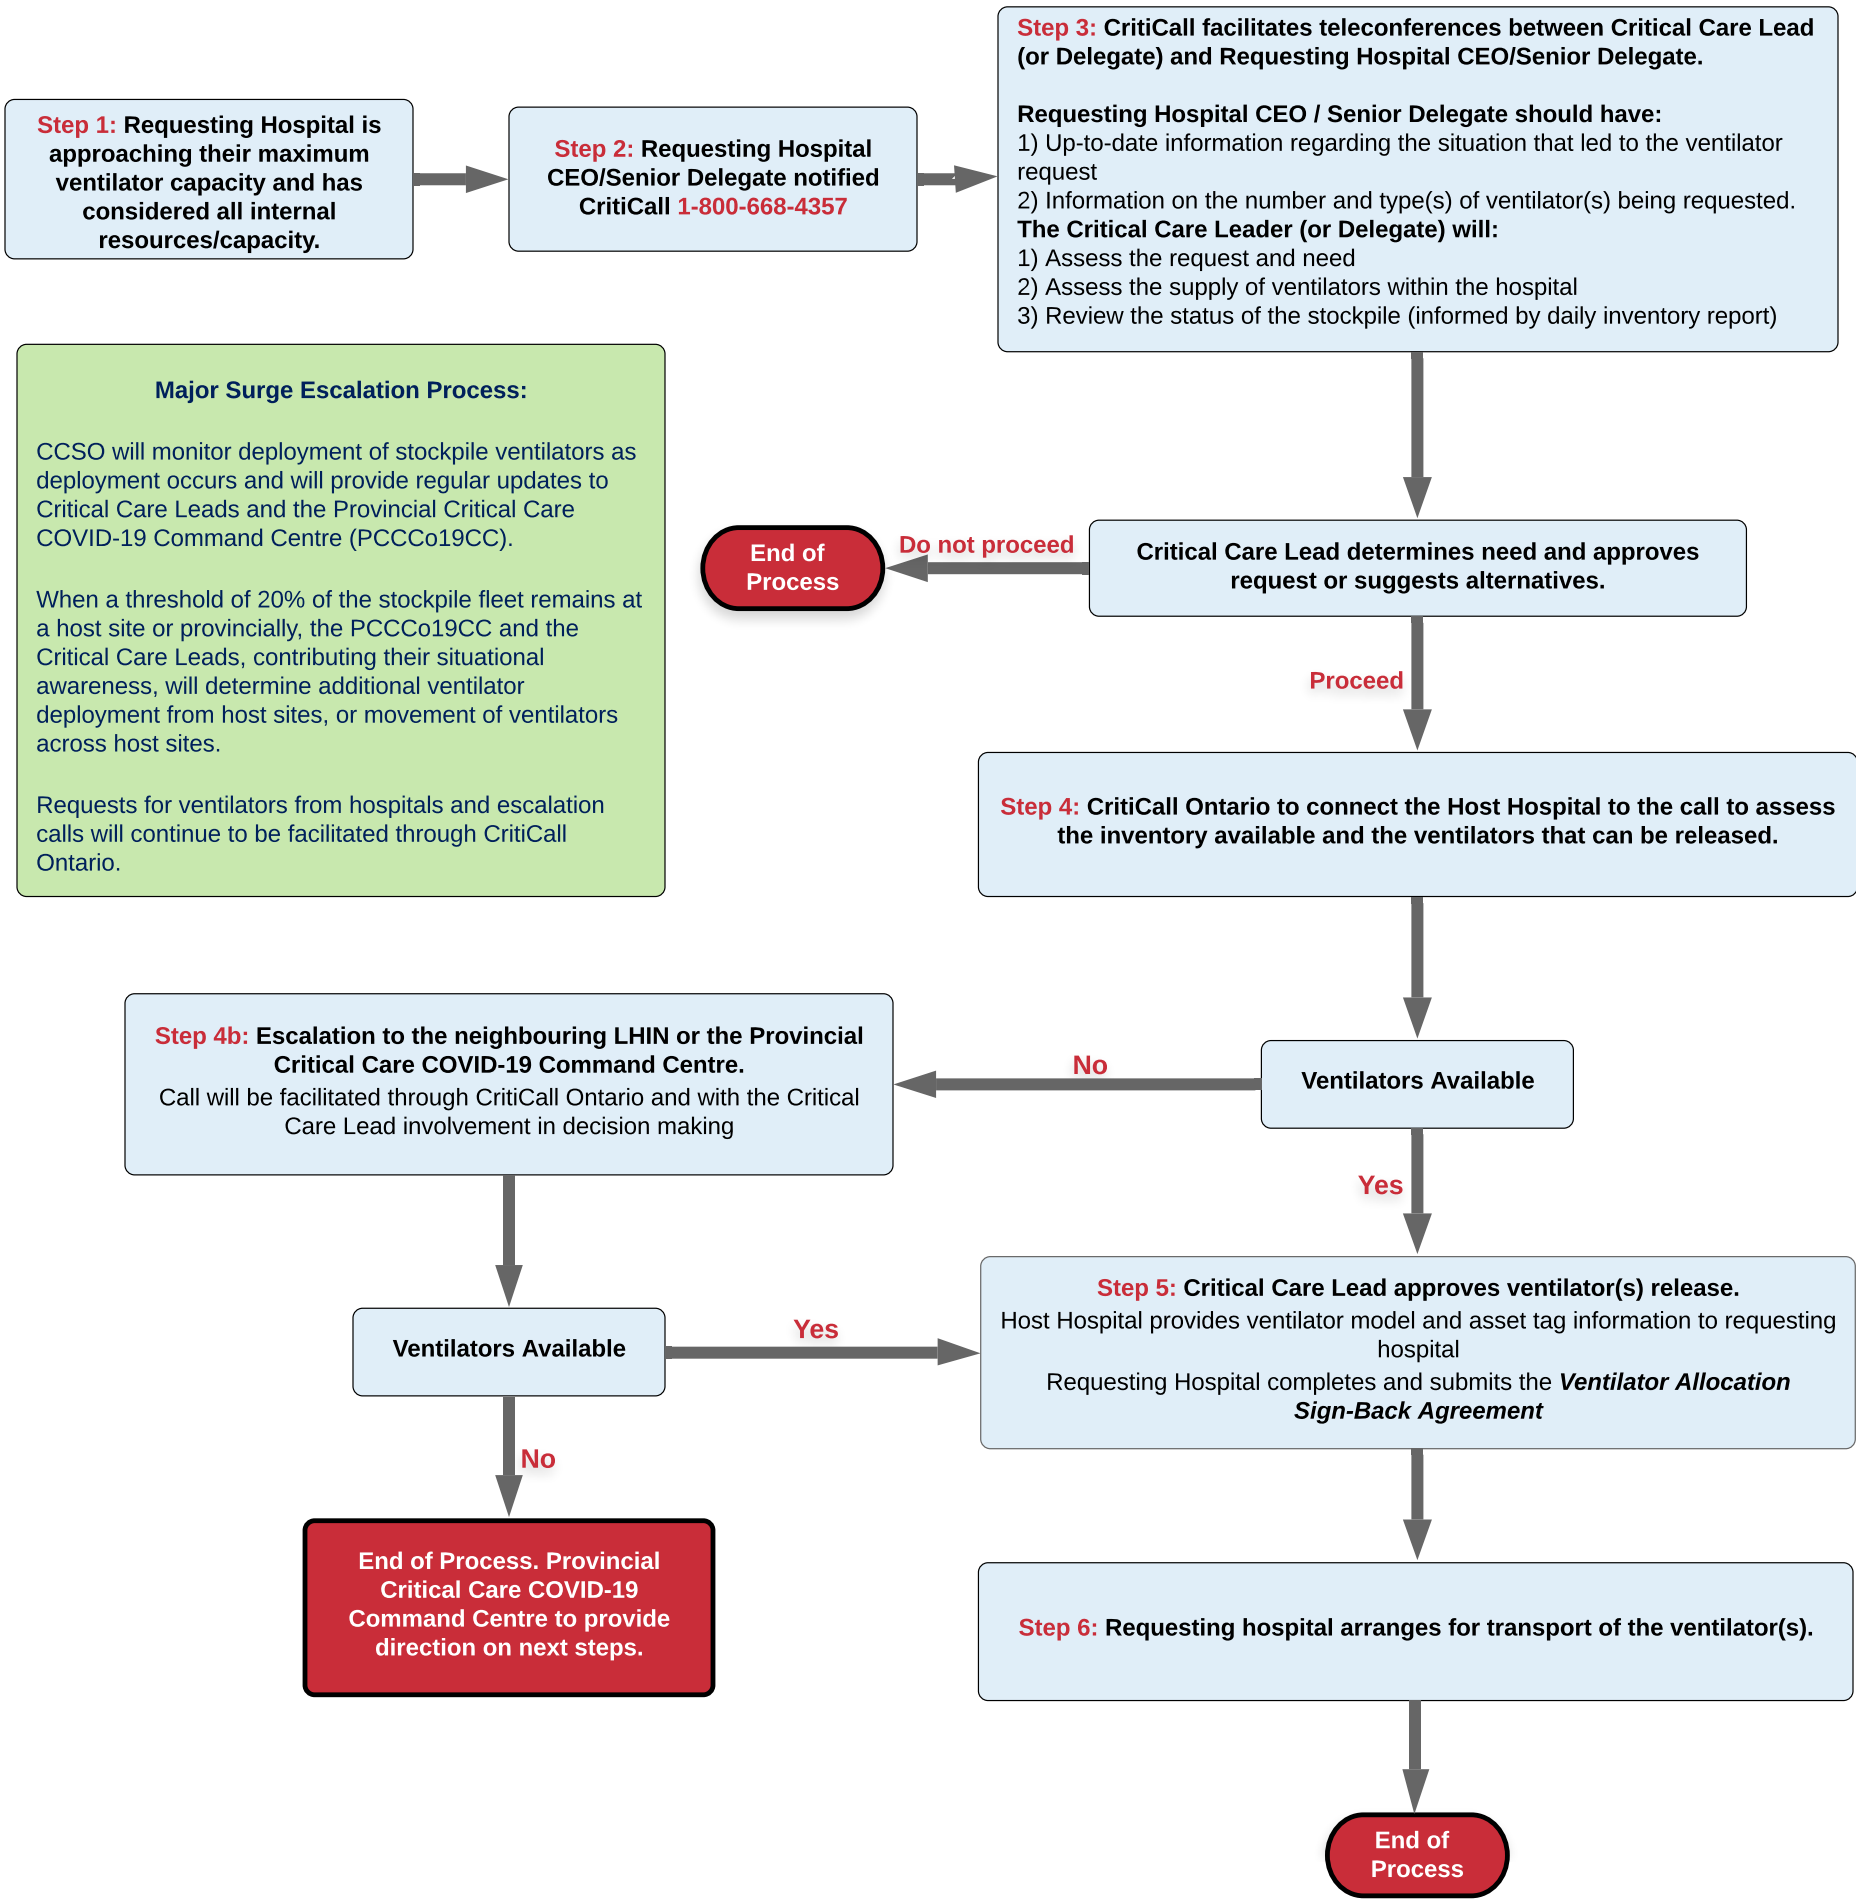 Step 1: Requesting Hospital is
approaching their maximum
ventilator capacity and has
considered all internal
resources/capacity.
Step 2: Requesting Hospital
CEO/Senior Delegate notified
CritiCall 1-800-668-4357
Step 3: CritiCall facilitates teleconferences between Critical Care Lead
(or Delegate) and Requesting Hospital CEO/Senior Delegate.
Requesting Hospital CEO / Senior Delegate should have:
1) Up-to-date information regarding the situation that led to the ventilator
request
2) Information on the number and type(s) of ventilator(s) being requested.
The Critical Care Leader (or Delegate) will:
1) Assess the request and need
2) Assess the supply of ventilators within the hospital
3) Review the status of the stockpile (informed by daily inventory report)
Major Surge Escalation Process:
CCSO will monitor deployment of stockpile ventilators as
deployment occurs and will provide regular updates to
Critical Care Leads and the Provincial Critical Care
COVID-19 Command Centre (PCCCo19CC).
When a threshold of 20% of the stockpile fleet remains at
a host site or provincially, the PCCCo19CC and the
Critical Care Leads, contributing their situational
awareness, will determine additional ventilator
deployment from host sites, or movement of ventilators
across host sites.
Requests for ventilators from hospitals and escalation
calls will continue to be facilitated through CritiCall
Ontario.
Critical Care Lead determines need and approves
request or suggests alternatives.
Do not proceed
End of
Process
Proceed
Step 4: CritiCall Ontario to connect the Host Hospital to the call to assess
the inventory available and the ventilators that can be released.
Ventilators Available
No
Step 4b: Escalation to the neighbouring LHIN or the Provincial
Critical Care COVID-19 Command Centre.
Call will be facilitated through CritiCall Ontario and with the Critical
Care Lead involvement in decision making
Yes
Ventilators Available
Yes
Step 5: Critical Care Lead approves ventilator(s) release.
Host Hospital provides ventilator model and asset tag information to requesting
hospital
Requesting Hospital completes and submits the Ventilator Allocation
Sign-Back Agreement
No
End of Process. Provincial
Critical Care COVID-19
Command Centre to provide
direction on next steps.
Step 6: Requesting hospital arranges for transport of the ventilator(s).
End of
Process